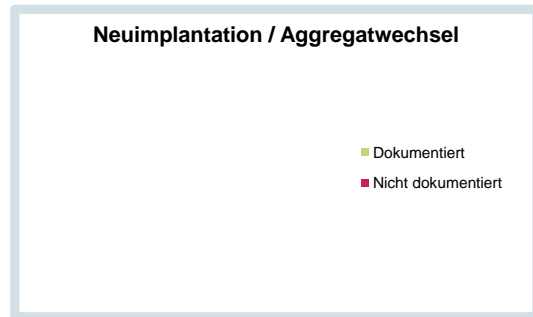 Neuimplantation / Aggregatwechsel
Dokumentiert
Nicht dokumentiert